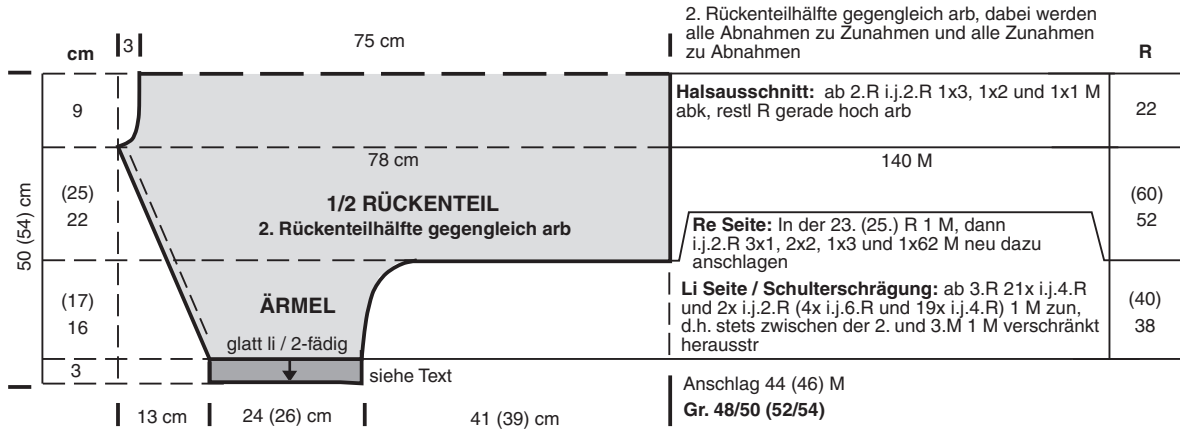 2. Rückenteilhälfte gegengleich arb, dabei werden
alle Abnahmen zu Zunahmen und alle Zunahmen
zu Abnahmen
cm
3
75 cm
R
9
Halsausschnitt: ab 2.R i.j.2.R 1x3, 1x2 und 1x1 M
abk, restl R gerade hoch arb
22
50 (54) cm
78 cm
140 M
(25)
22
1/2 RÜCKENTEIL
2. Rückenteilhälfte gegengleich arb
Re Seite: In der 23. (25.) R 1 M, dann
i.j.2.R 3x1, 2x2, 1x3 und 1x62 M neu dazu
anschlagen
(60)
52
(17)
16
ÄRMEL
glatt li / 2-fädig
Li Seite / Schulterschrägung: ab 3.R 21x i.j.4.R
und 2x i.j.2.R (4x i.j.6.R und 19x i.j.4.R) 1 M zun,
d.h. stets zwischen der 2. und 3.M 1 M verschränkt
herausstr
(40)
38
3
siehe Text
Anschlag 44 (46) M
Gr. 48/50 (52/54)
13 cm
24 (26) cm
41 (39) cm